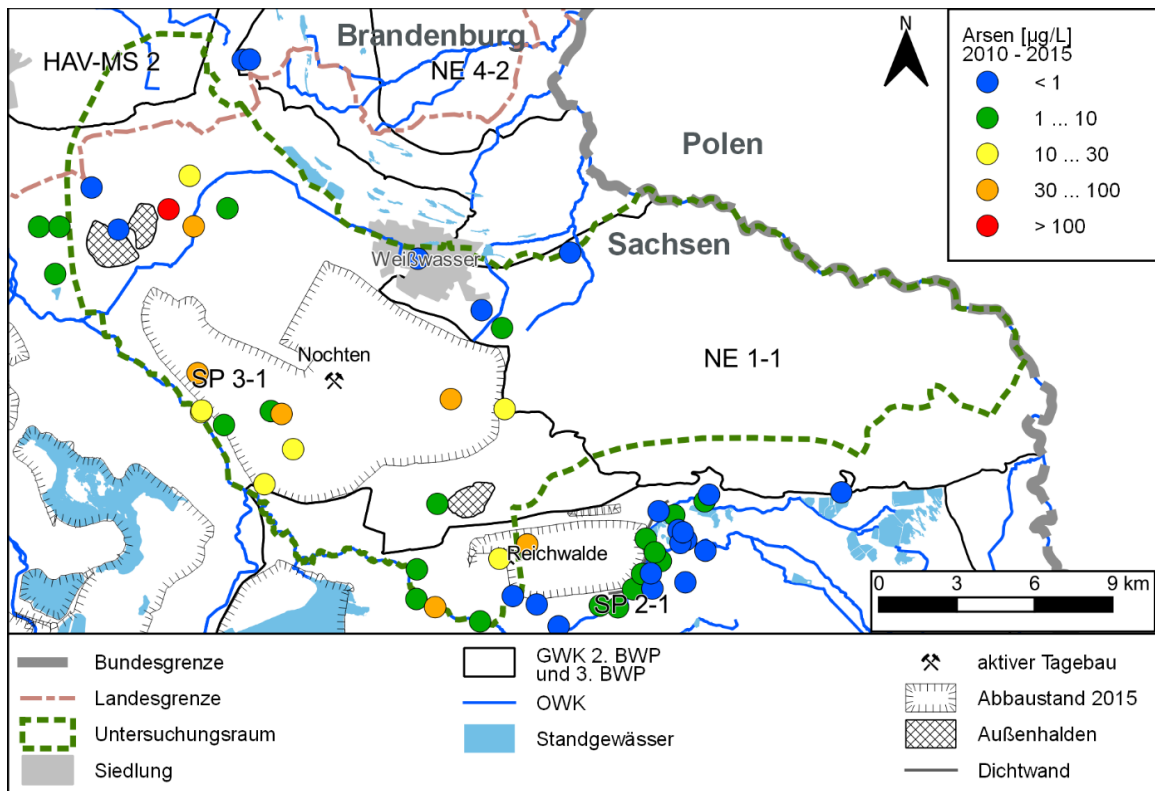 Brandenburg
HAV-MS 2
NE 4-2
N
Polen
Sachsen
Weißwasser
Nochten
SP 3-1
NE 1-1
Reichwalde
SP 2-1
Arsen [µg/L]
2010 - 2015
< 1
1 ... 10
10 ... 30
30 ... 100
> 100
0 3 6 9 km
Bundesgrenze
Landesgrenze
Untersuchungsraum
Siedlung
GWK 2. BWP
und 3. BWP
OWK
Standgewässer
aktiver Tagebau
Abbaustand 2015
Außenhalden
Dichtwand